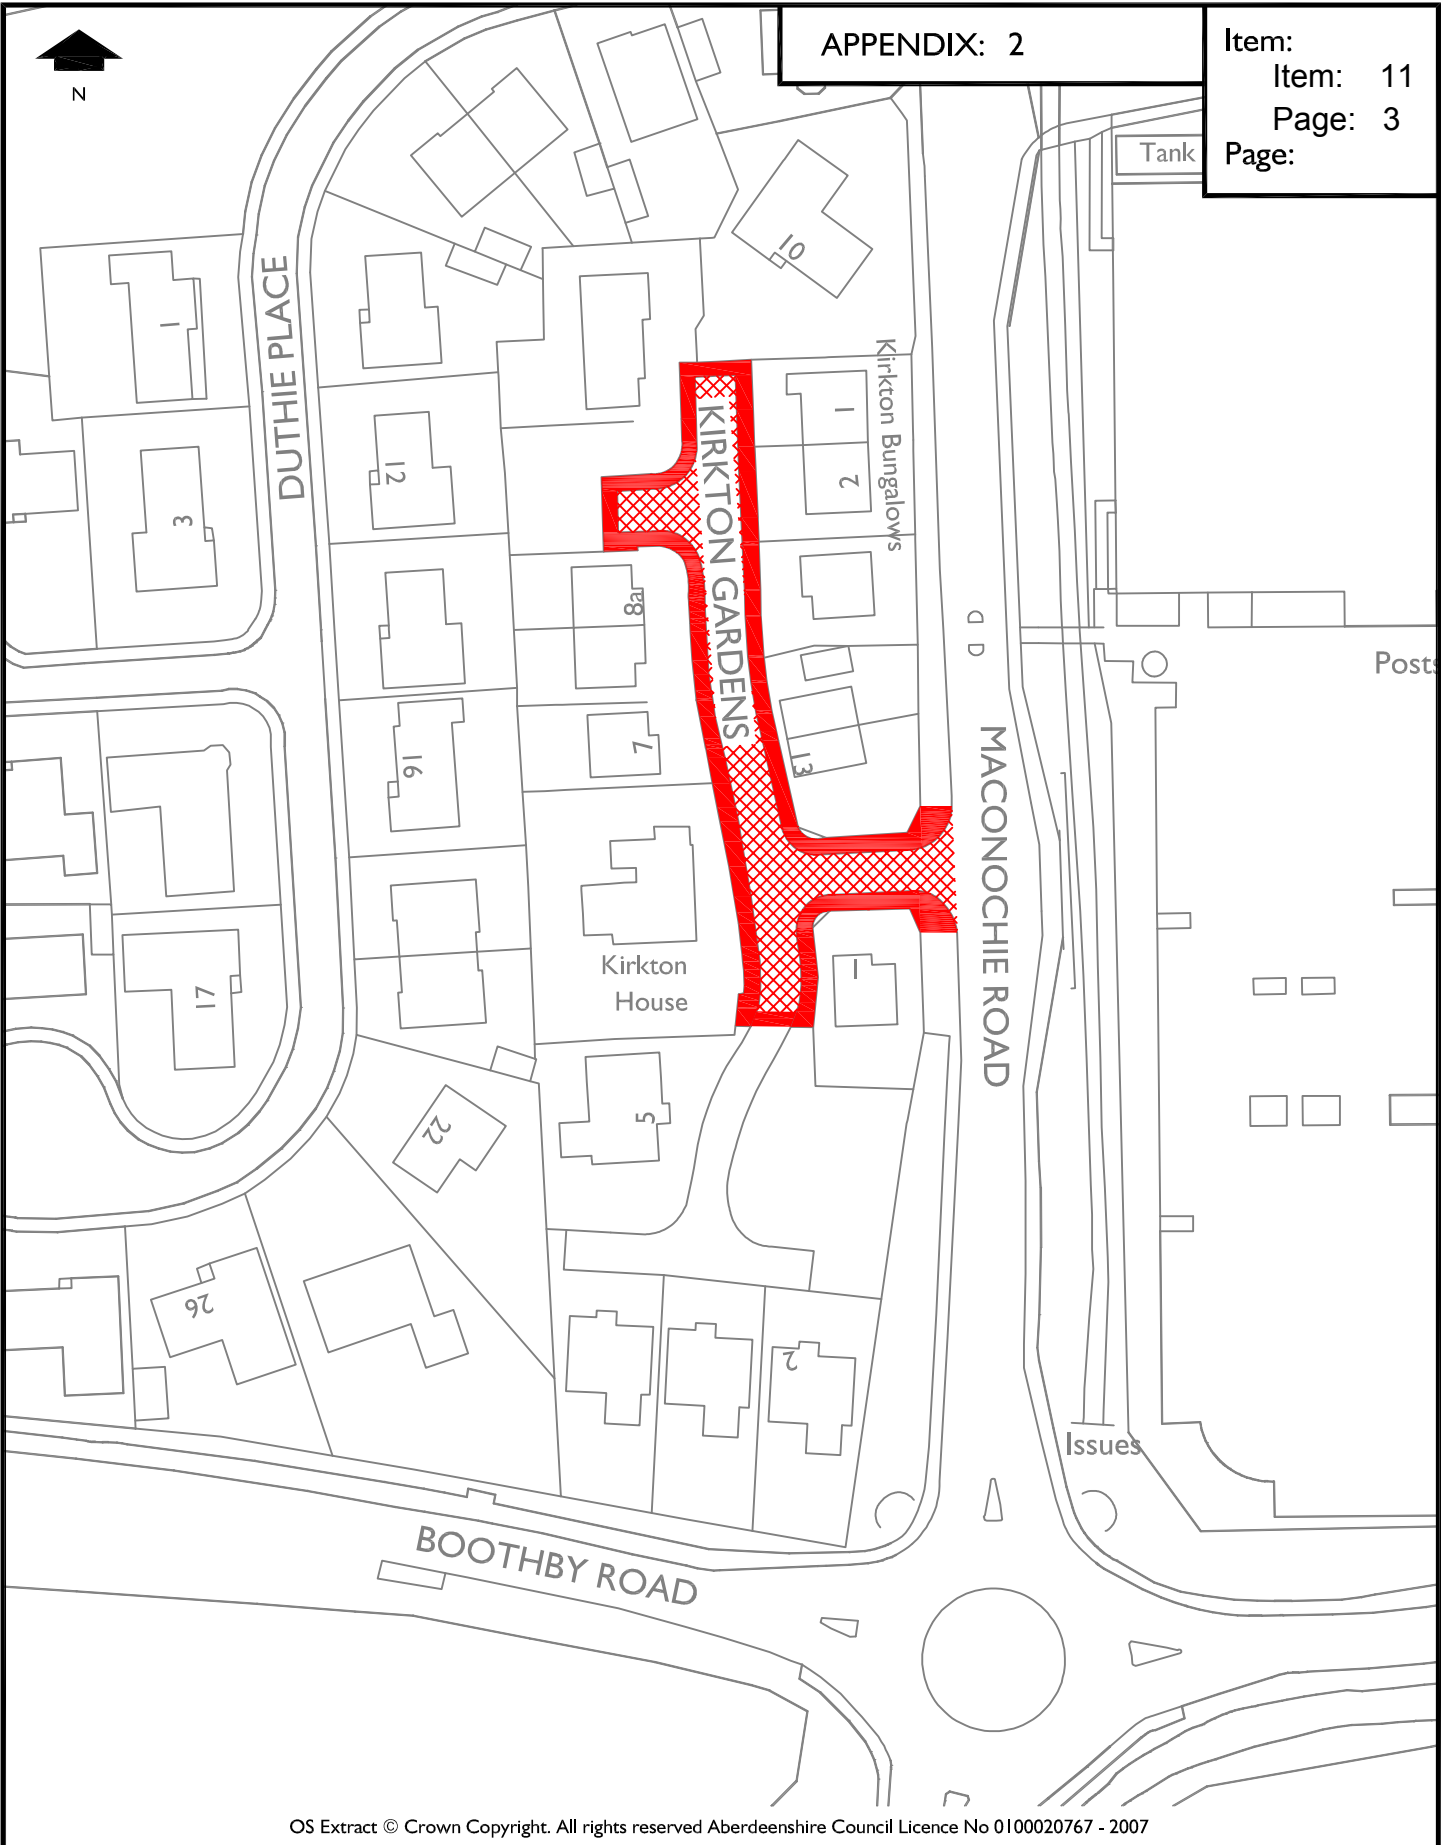 APPENDIX: 2
Item:
Item: 11
Page: 3
Page:
N
Tank
10
DUTHIE PLACE
1
Kirkton Bungalows
1
2
KIRKTON GARDENS
12
3
8a
Posts
7
13
16
MACONOCHIE ROAD
Kirkton
House
1
17
5
22
26
2
Issues
BOOTHBY ROAD
OS Extract © Crown Copyright. All rights reserved Aberdeenshire Council Licence No 0100020767 - 2007